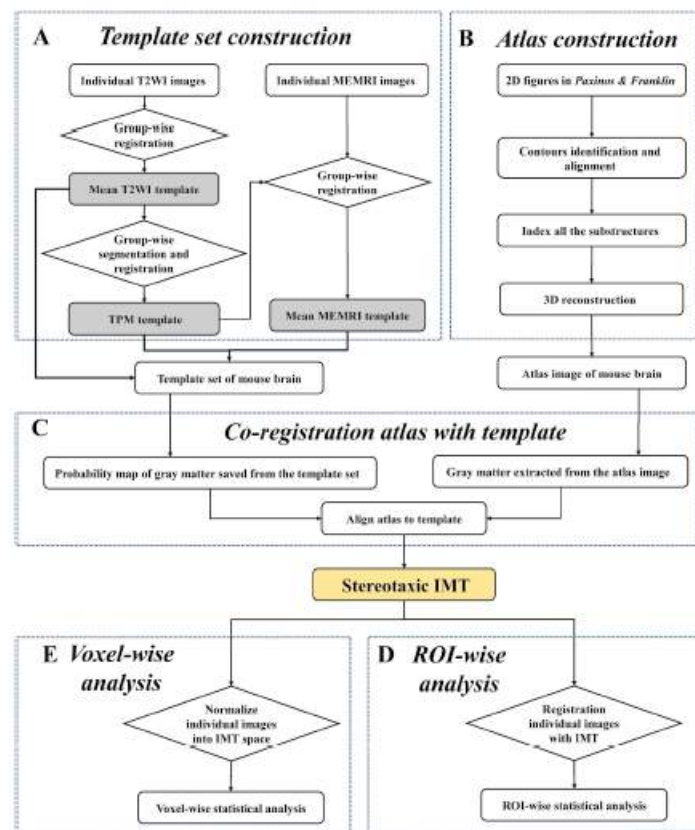 A Template set construction
Individual T2WI images
Individual MEMRI images
Group-wise
registration
Mean T2WI template
Group-wise
registration
Group-wise
segmentation and
registration
TPM template
Mean MEMRI template
Template set of mouse brain
B Atlas construction
2D figures in Paxinos & Franklin
Contours identification and
alignment
Index all the substructures
3D reconstruction
Atlas image of mouse brain
C Co-registration atlas with template
Probability map of gray matter saved from the template set
Gray matter extracted from the atlas image
Align atlas to template
Stereotaxic IMT
E Voxel-wise
analysis
Normalize
individual images
into IMT space
Voxel-wise statistical analysis
D ROI-wise
analysis
Registration
individual images
with IMT
ROI-wise statistical analysis